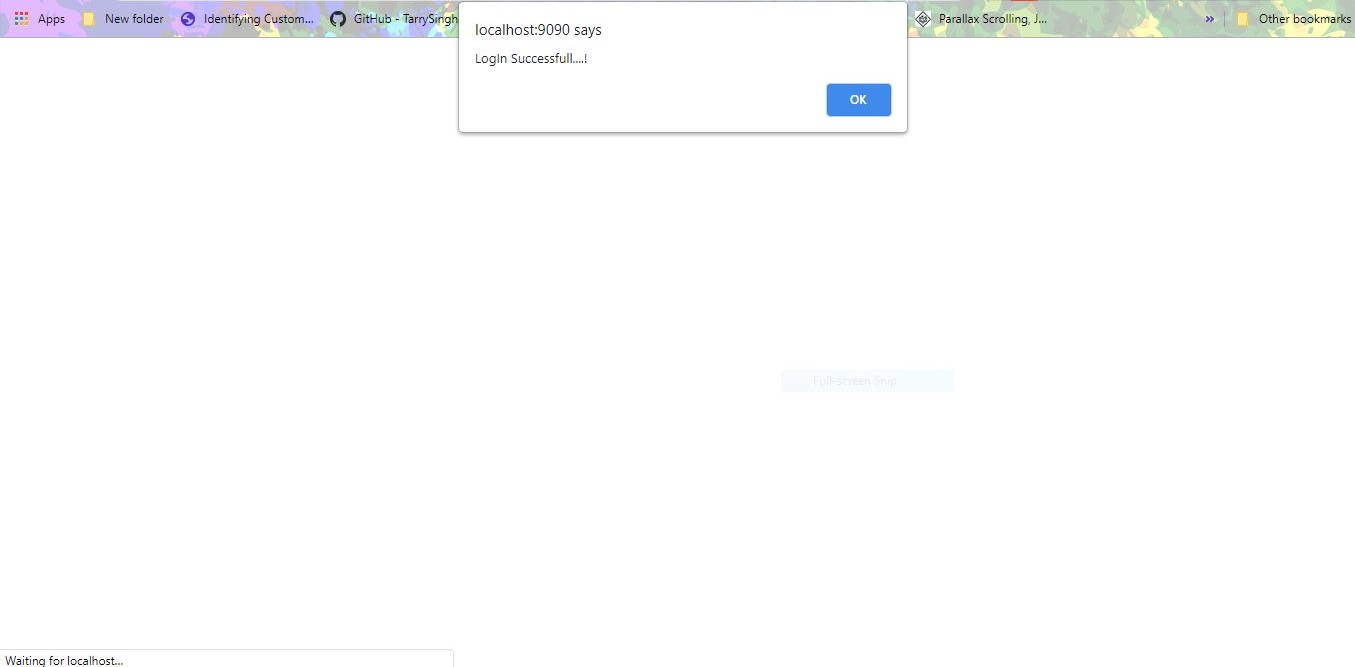 Apps New folder Identifying Custom... GitHub - TarrySingh Parallax Scrolling, J... » Other bookmarks
localhost:9090 says
LogIn Successfull....!
OK
Full-screen Snip
Waiting for localhost...